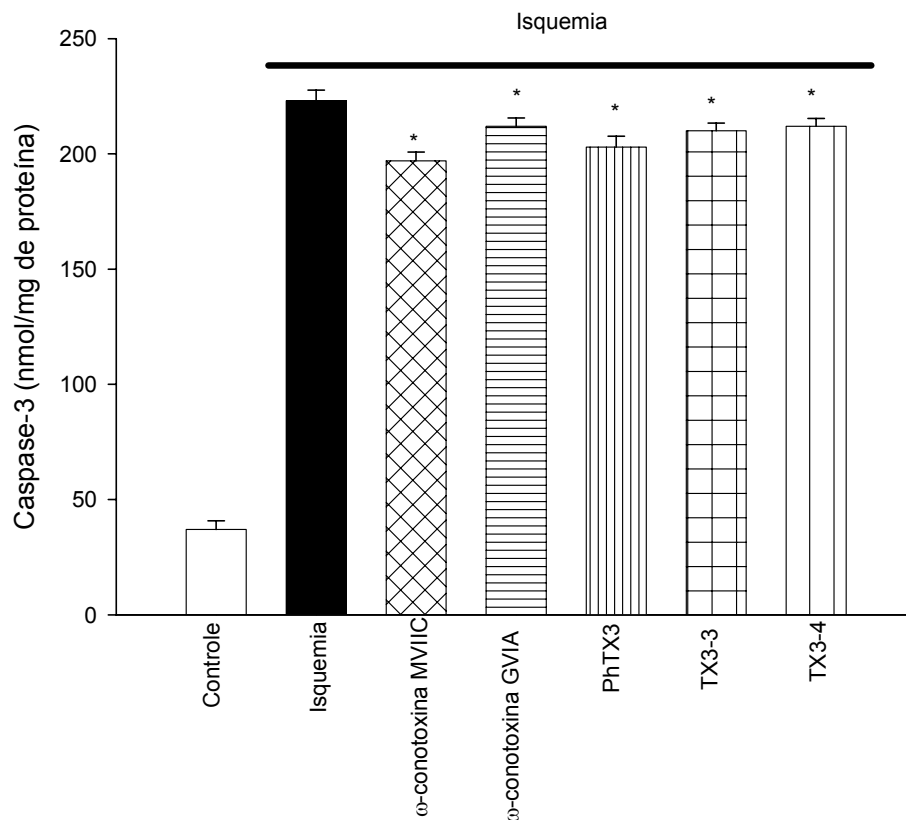 Isquemia
250
200
150
100
50
0
Caspase-3 (nmol/mg de proteína)
*
*
*
*
*
Controle
Isquemia
ω-conotoxina MVIIC
ω-conotoxina GVIA
PhTX3
TX3-3
TX3-4